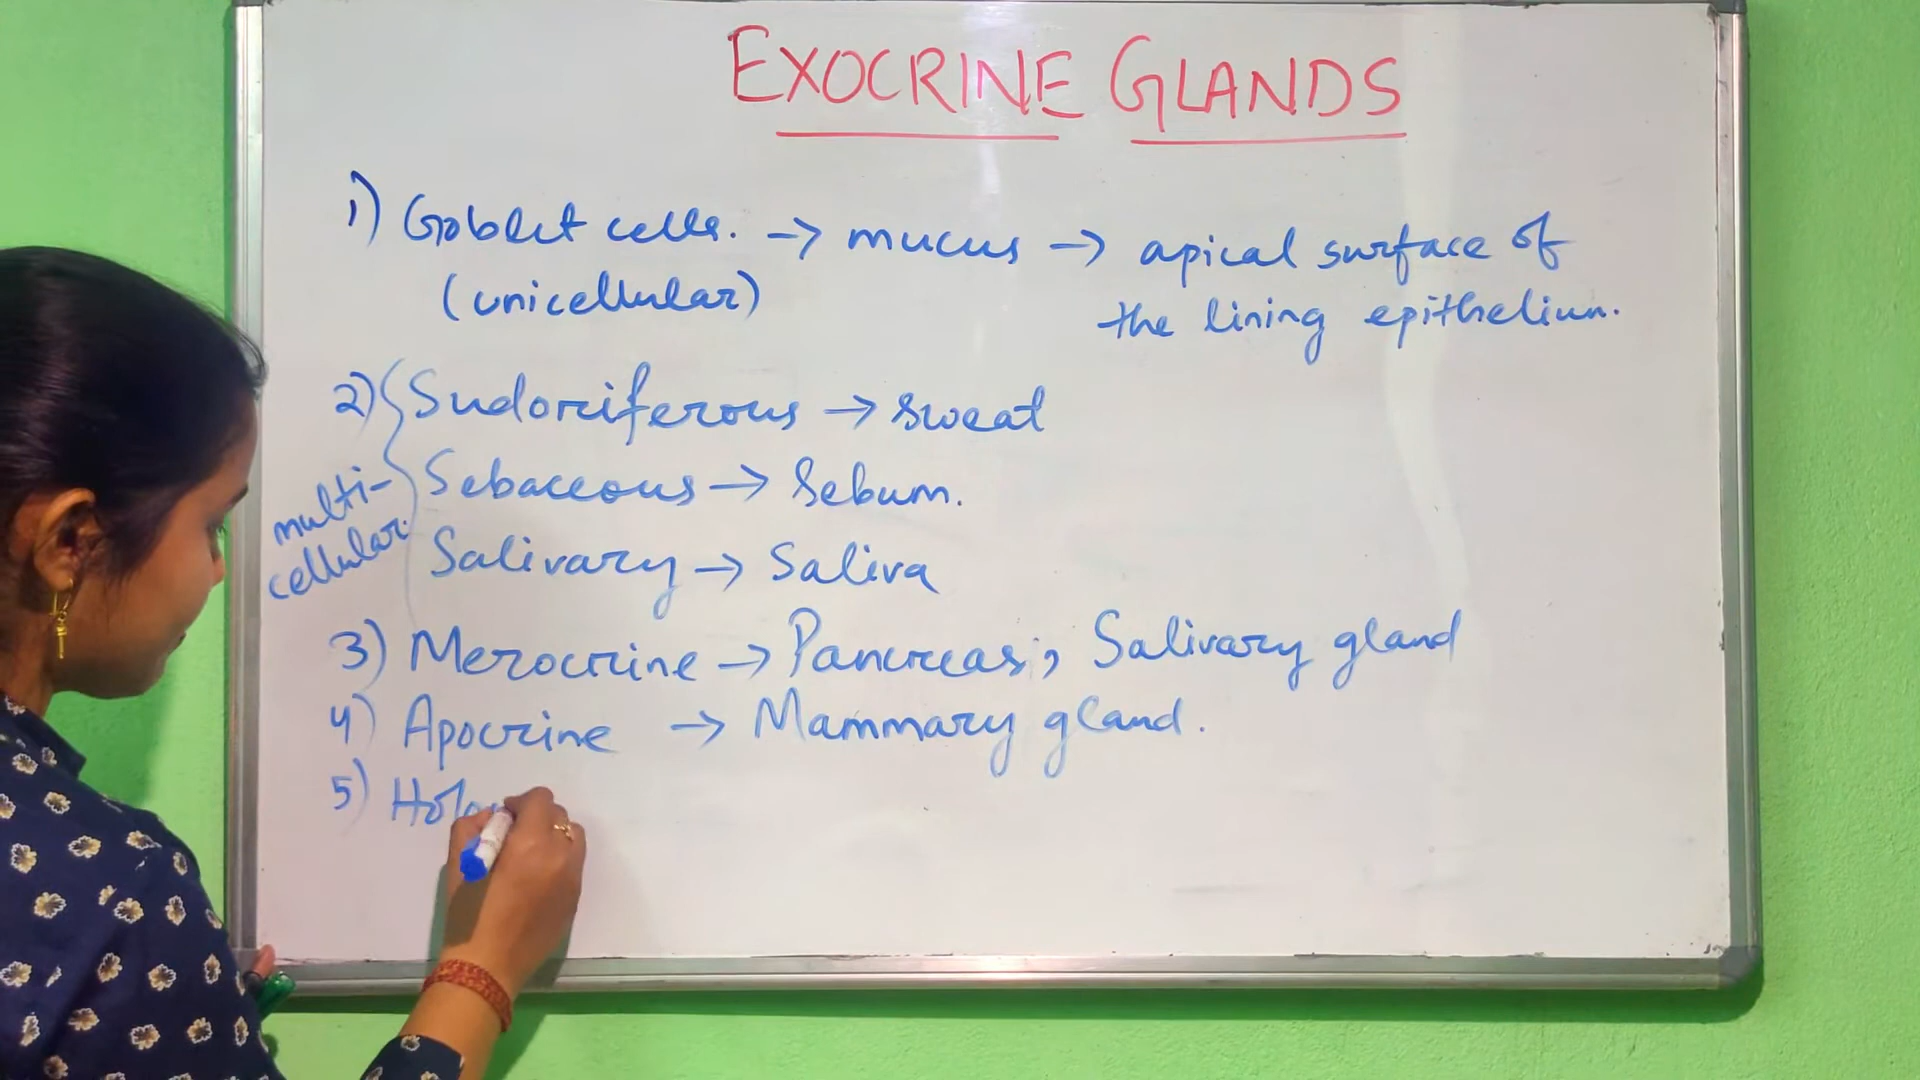 EXOCRINE GLANDS
1) Goblet cells. → mucus → apical surface of
(unicellular) the lining epithelium.
2) Sudoriferous → sweat
Sebaceous → Sebum.
multi-
cellular.
Salivary → Saliva
3) Merocrine → Pancreas, Salivary gland
4) Apocrine → Mammary gland.
5) Holo